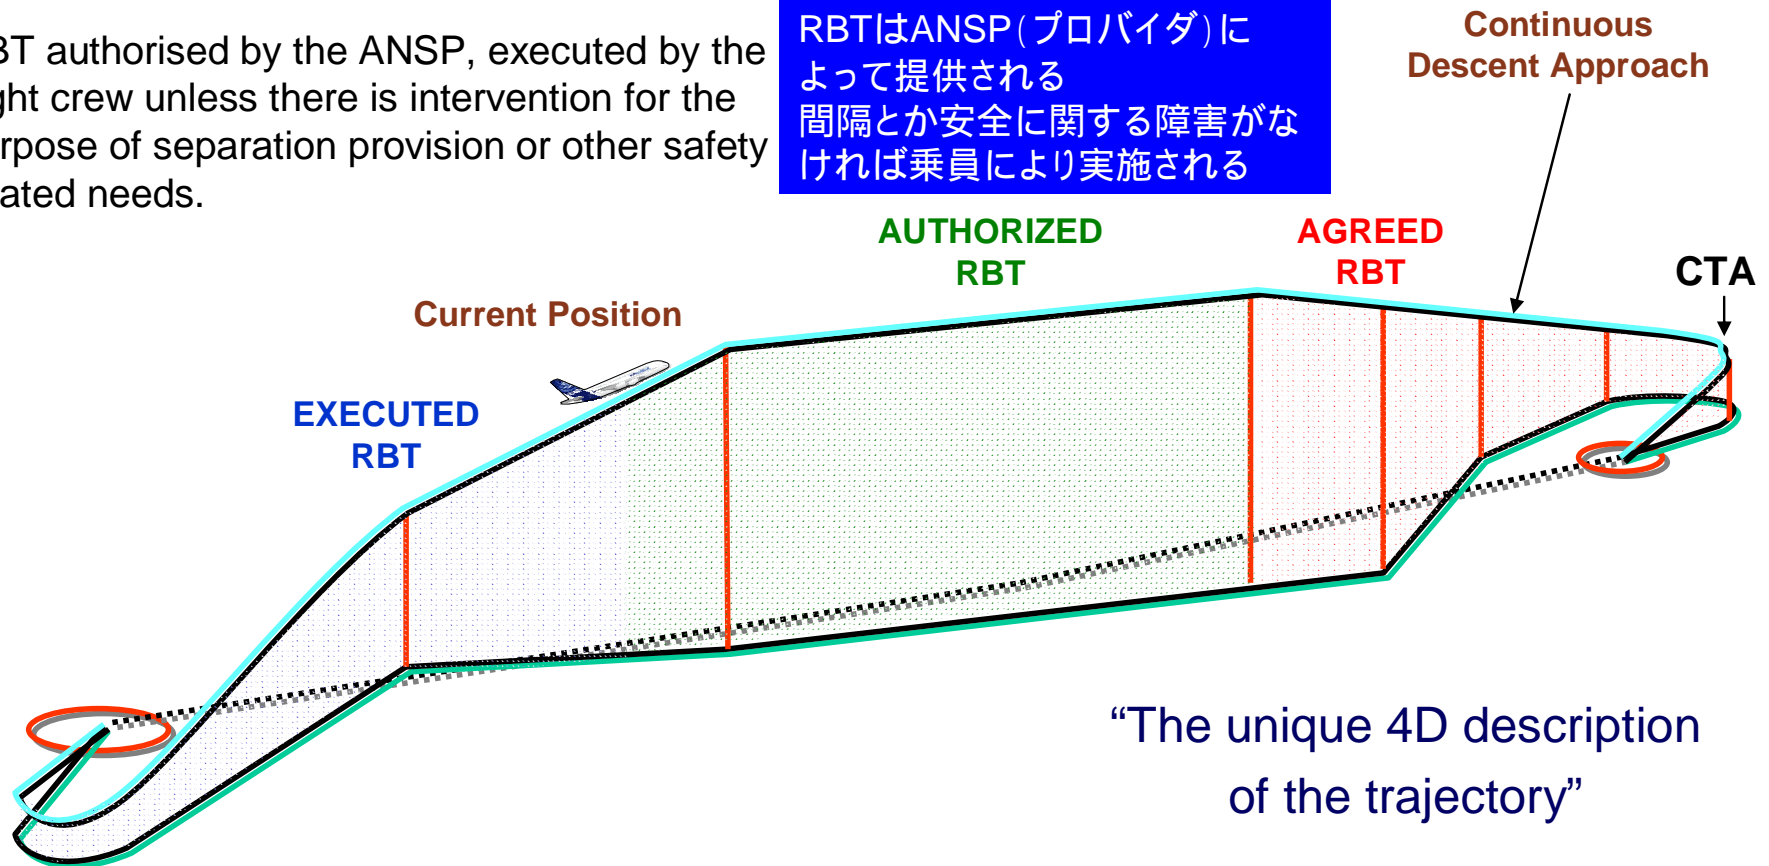 BT authorised by the ANSP, executed by the
ght crew unless there is intervention for the
rpose of separation provision or other safety
ated needs.
RBTはANSP(プロバイダ)に
よって提供される
間隔とか安全に関する障害がな
ければ乗員により実施される
Continuous
Descent Approach
AUTHORIZED
RBT
AGREED
RBT
CTA
Current Position
EXECUTED
RBT
“The unique 4D description
of the trajectory”